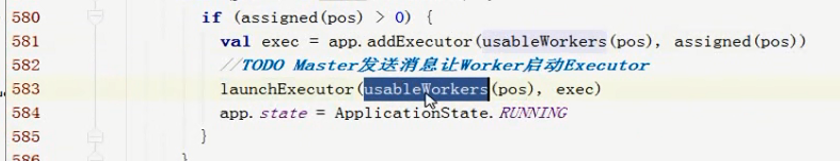 580 if (assigned(pos) > 0) {
581 val exec = app.addExecutor(usableWorkers(pos), assigned(pos))
582 //TODO Master发送消息让Worker启动Executor
583 launchExecutor(usableWorkers(pos), exec)
584 app.state = ApplicationState.RUNNING
585 }
586 }